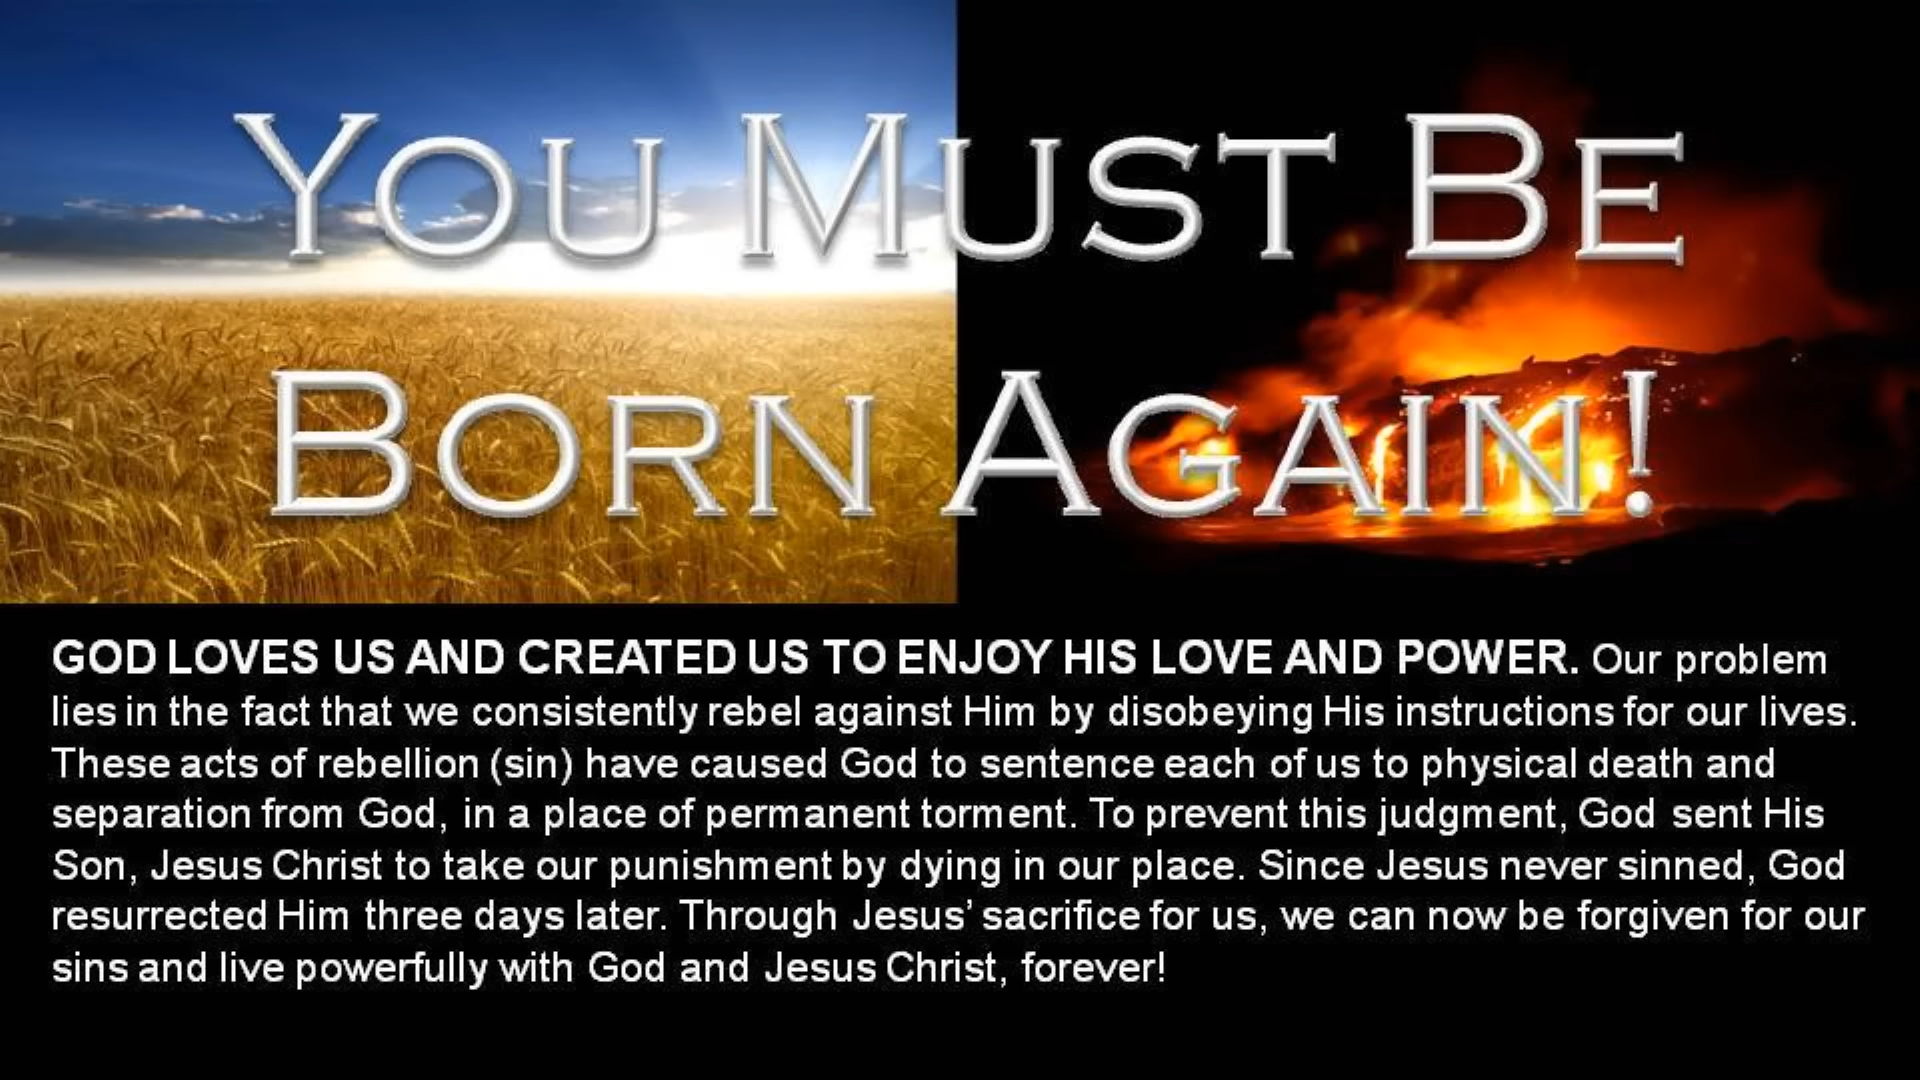 You Must Be
Born Again!
GOD LOVES US AND CREATED US TO ENJOY HIS LOVE AND POWER. Our problem
lies in the fact that we consistently rebel against Him by disobeying His instructions for our lives.
These acts of rebellion (sin) have caused God to sentence each of us to physical death and
separation from God, in a place of permanent torment. To prevent this judgment, God sent His
Son, Jesus Christ to take our punishment by dying in our place. Since Jesus never sinned, God
resurrected Him three days later. Through Jesus’ sacrifice for us, we can now be forgiven for our
sins and live powerfully with God and Jesus Christ, forever!